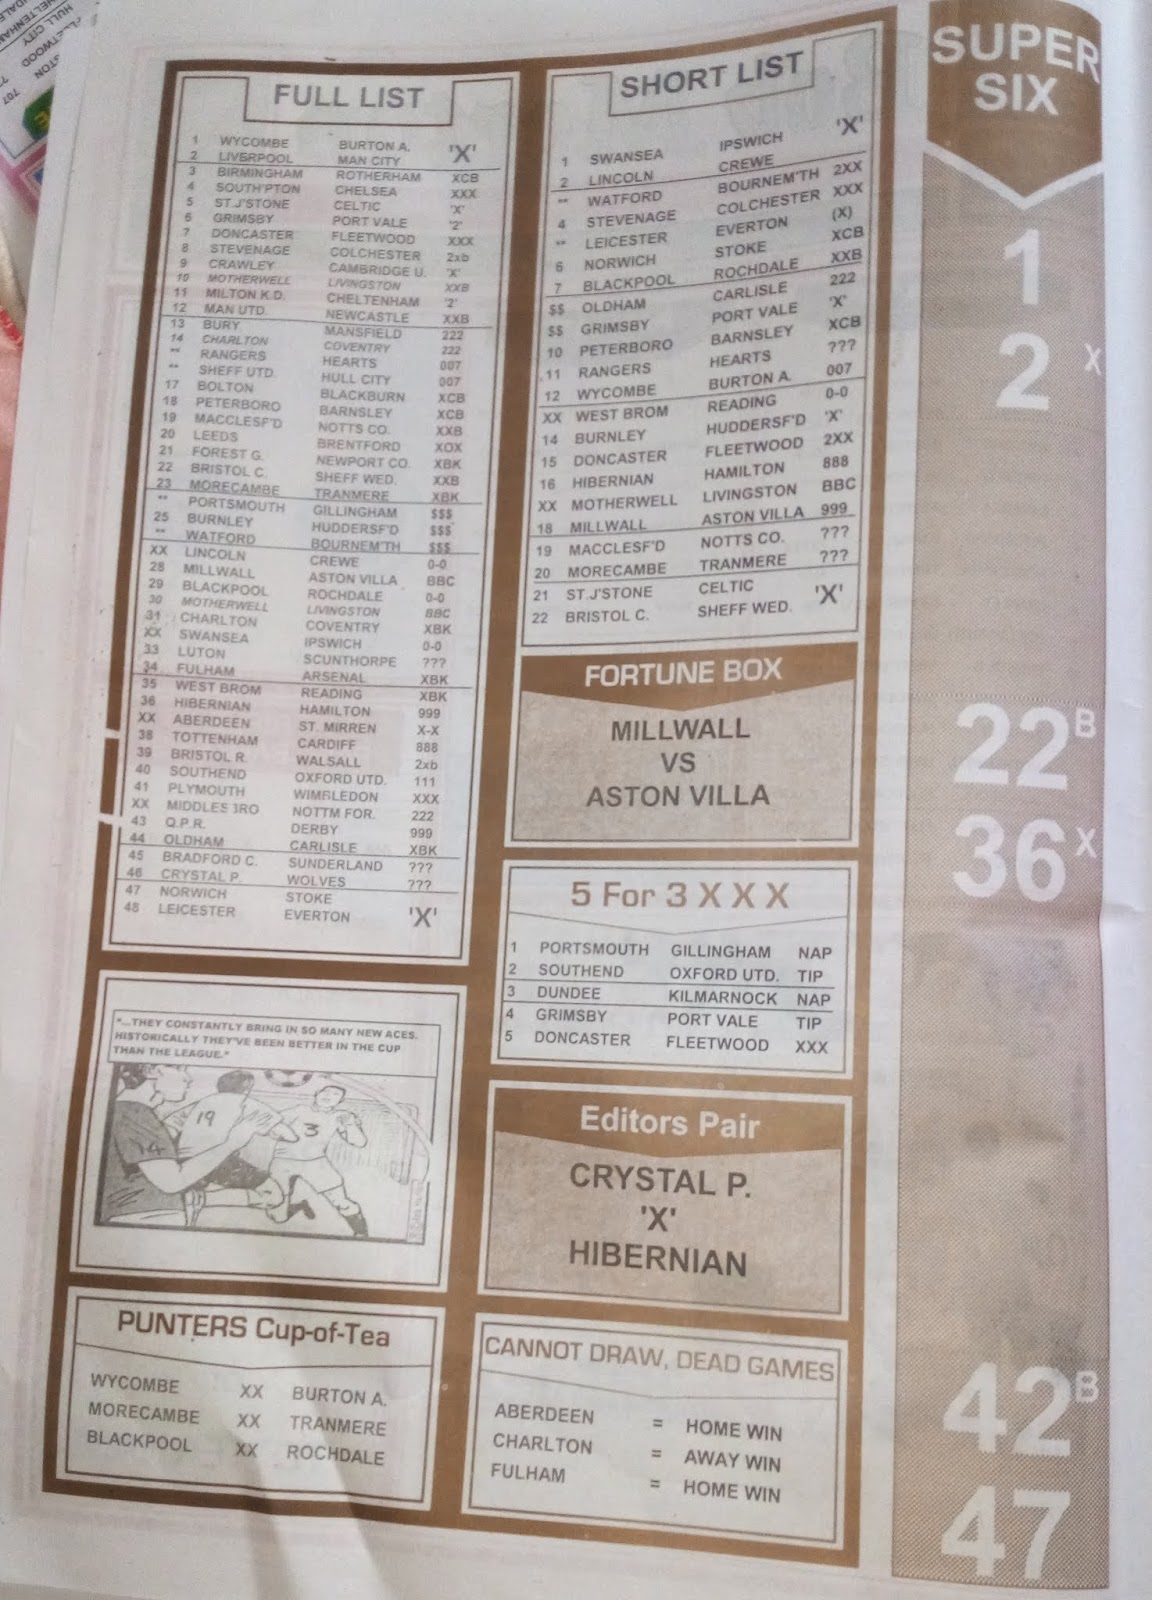 FULL LIST
1 WYCOMBE BURTON A. 'X'
2 LIVERPOOL MAN CITY
3 BIRMINGHAM ROTHERHAM XCB
4 SOUTH'PTON CHELSEA XXX
5 ST.J'STONE CELTIC 'X'
6 GRIMSBY PORT VALE '2'
7 DONCASTER FLEETWOOD XXX
8 STEVENAGE COLCHESTER 2xb
9 CRAWLEY CAMBRIDGE U. 'X'
10 MOTHERWELL LIVINGSTON XXB
11 MILTON K.D. CHELTENHAM '2'
12 MAN UTD. NEWCASTLE XXB
13 BURY MANSFIELD 222
14 CHARLTON COVENTRY 222
** RANGERS HEARTS 007
** SHEFF UTD. HULL CITY 007
17 BOLTON BLACKBURN XCB
18 PETERBORO BARNSLEY XCB
19 MACCLESF'D NOTTS CO. XXB
20 LEEDS BRENTFORD XOX
21 FOREST G. NEWPORT CO. XBK
22 BRISTOL C. SHEFF WED. XXB
23 MORECAMBE TRANMERE XBK
** PORTSMOUTH GILLINGHAM $$$
25 BURNLEY HUDDERSF'D $$$
** WATFORD BOURNEM'TH $$$
XX LINCOLN CREWE 0-0
28 MILLWALL ASTON VILLA BBC
29 BLACKPOOL ROCHDALE 0-0
30 MOTHERWELL LIVINGSTON BBC
31 CHARLTON COVENTRY XBK
XX SWANSEA IPSWICH 0-0
33 LUTON SCUNTHORPE ???
34 FULHAM ARSENAL XBK
35 WEST BROM READING XBK
36 HIBERNIAN HAMILTON 999
XX ABERDEEN ST. MIRREN X-X
38 TOTTENHAM CARDIFF 888
39 BRISTOL R. WALSALL 2xb
40 SOUTHEND OXFORD UTD. 111
41 PLYMOUTH WIMBLEDON XXX
XX MIDDLES NOTTM FOR. 222
43 Q.P.R. DERBY 999
44 OLDHAM CARLISLE XBK
45 BRADFORD C. SUNDERLAND ???
46 CRYSTAL P. WOLVES ???
47 NORWICH STOKE
48 LEICESTER EVERTON 'X'
"...THEY CONSTANTLY BRING IN SO MANY NEW ACES.
HISTORICALLY THEY'VE BEEN BETTER IN THE CUP
THAN THE LEAGUE."
14
19
3
PUNTERS Cup-of-Tea
WYCOMBE XX BURTON A.
MORECAMBE XX TRANMERE
BLACKPOOL XX ROCHDALE
SHORT LIST
1 SWANSEA IPSWICH 'X'
2 LINCOLN CREWE
** WATFORD BOURNEM'TH 2XX
4 STEVENAGE COLCHESTER XXX
** LEICESTER EVERTON (X)
6 NORWICH STOKE XCB
7 BLACKPOOL ROCHDALE XXB
$$ OLDHAM CARLISLE 222
$$ GRIMSBY PORT VALE 'X'
10 PETERBORO BARNSLEY XCB
11 RANGERS HEARTS ???
12 WYCOMBE BURTON A. 007
XX WEST BROM READING 0-0
14 BURNLEY HUDDERSF'D 'X'
15 DONCASTER FLEETWOOD 2XX
16 HIBERNIAN HAMILTON 888
XX MOTHERWELL LIVINGSTON BBC
18 MILLWALL ASTON VILLA 999
19 MACCLESF'D NOTTS CO. ???
20 MORECAMBE TRANMERE ???
21 ST.J'STONE CELTIC 'X'
22 BRISTOL C. SHEFF WED.
FORTUNE BOX
MILLWALL
VS
ASTON VILLA
5 For 3 X X X
1 PORTSMOUTH GILLINGHAM NAP
2 SOUTHEND OXFORD UTD. TIP
3 DUNDEE KILMARNOCK NAP
4 GRIMSBY PORT VALE TIP
5 DONCASTER FLEETWOOD XXX
Editors Pair
CRYSTAL P.
'X'
HIBERNIAN
CANNOT DRAW, DEAD GAMES
ABERDEEN = HOME WIN
CHARLTON = AWAY WIN
FULHAM = HOME WIN
SUPER
SIX
1
2 X
22 B
36 X
42 B
47
HULL CITY
707